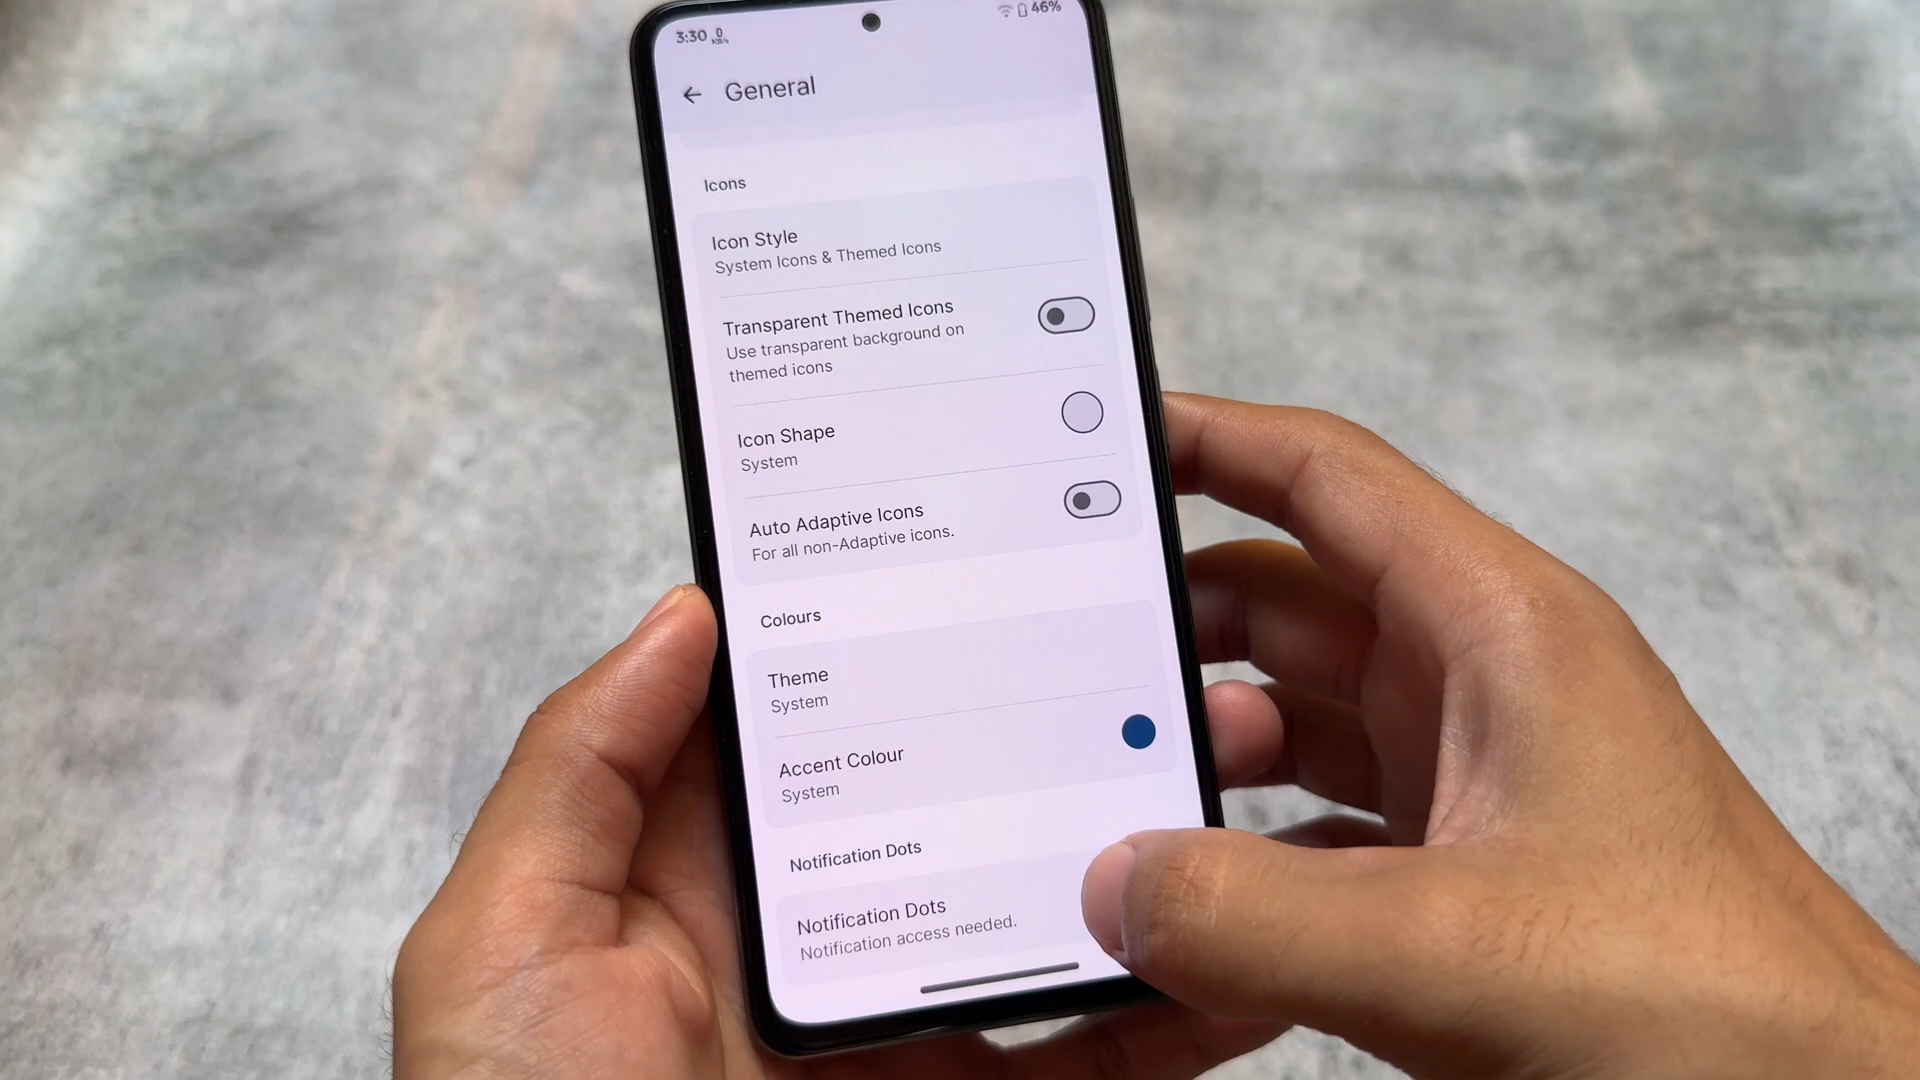 3:30 0 KB/s 46%
General
Icons
Icon Style
System Icons & Themed Icons
Transparent Themed Icons
Use transparent background on
themed icons
Icon Shape
System
Auto Adaptive Icons
For all non-Adaptive icons.
Colours
Theme
System
Accent Colour
System
Notification Dots
Notification Dots
Notification access needed.